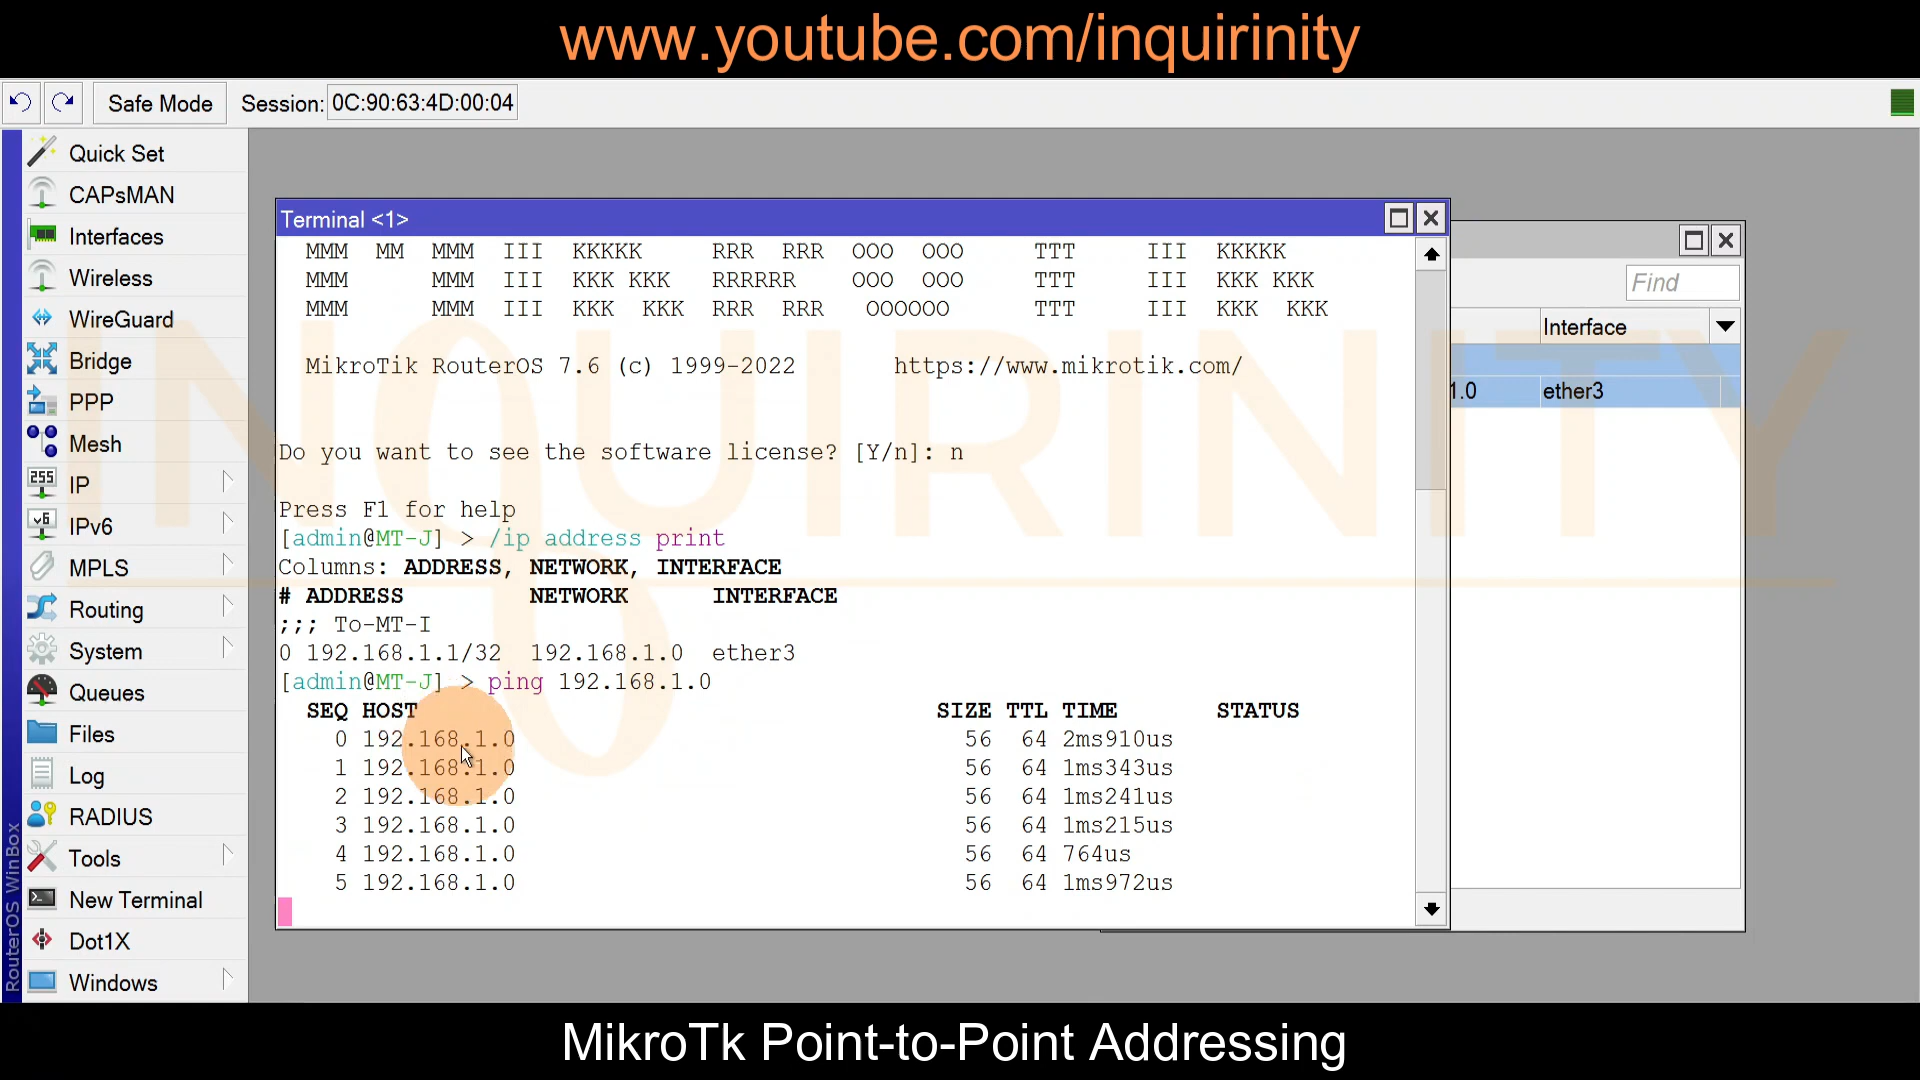 www.youtube.com/inquirinity
Safe Mode Session: 0C:90:63:4D:00:04
Quick Set
CAPsMAN
Interfaces
Wireless
WireGuard
Bridge
PPP
Mesh
IP
IPv6
MPLS
Routing
System
Queues
Files
Log
RADIUS
Tools
New Terminal
Dot1X
Windows
RouterOS WinBox
Terminal <1>
MMM MM MMM III KKKKK RRR RRR OOO OOO TTT III KKKKK
MMM MMM III KKK KKK RRRRRR OOO OOO TTT III KKK KKK
MMM MMM III KKK KKK RRR RRR OOOOOO TTT III KKK KKK
MikroTik RouterOS 7.6 (c) 1999-2022 https://www.mikrotik.com/
Do you want to see the software license? [Y/n]: n
Press F1 for help
[admin@MT-J] > /ip address print
Columns: ADDRESS, NETWORK, INTERFACE
# ADDRESS NETWORK INTERFACE
;;; To-MT-I
0 192.168.1.1/32 192.168.1.0 ether3
[admin@MT-J] > ping 192.168.1.0
SEQ HOST SIZE TTL TIME STATUS
0 192.168.1.0 56 64 2ms910us
1 192.168.1.0 56 64 1ms343us
2 192.168.1.0 56 64 1ms241us
3 192.168.1.0 56 64 1ms215us
4 192.168.1.0 56 64 764us
5 192.168.1.0 56 64 1ms972us
Find
Interface
1.0 ether3
INQUIRINITY
MikroTk Point-to-Point Addressing